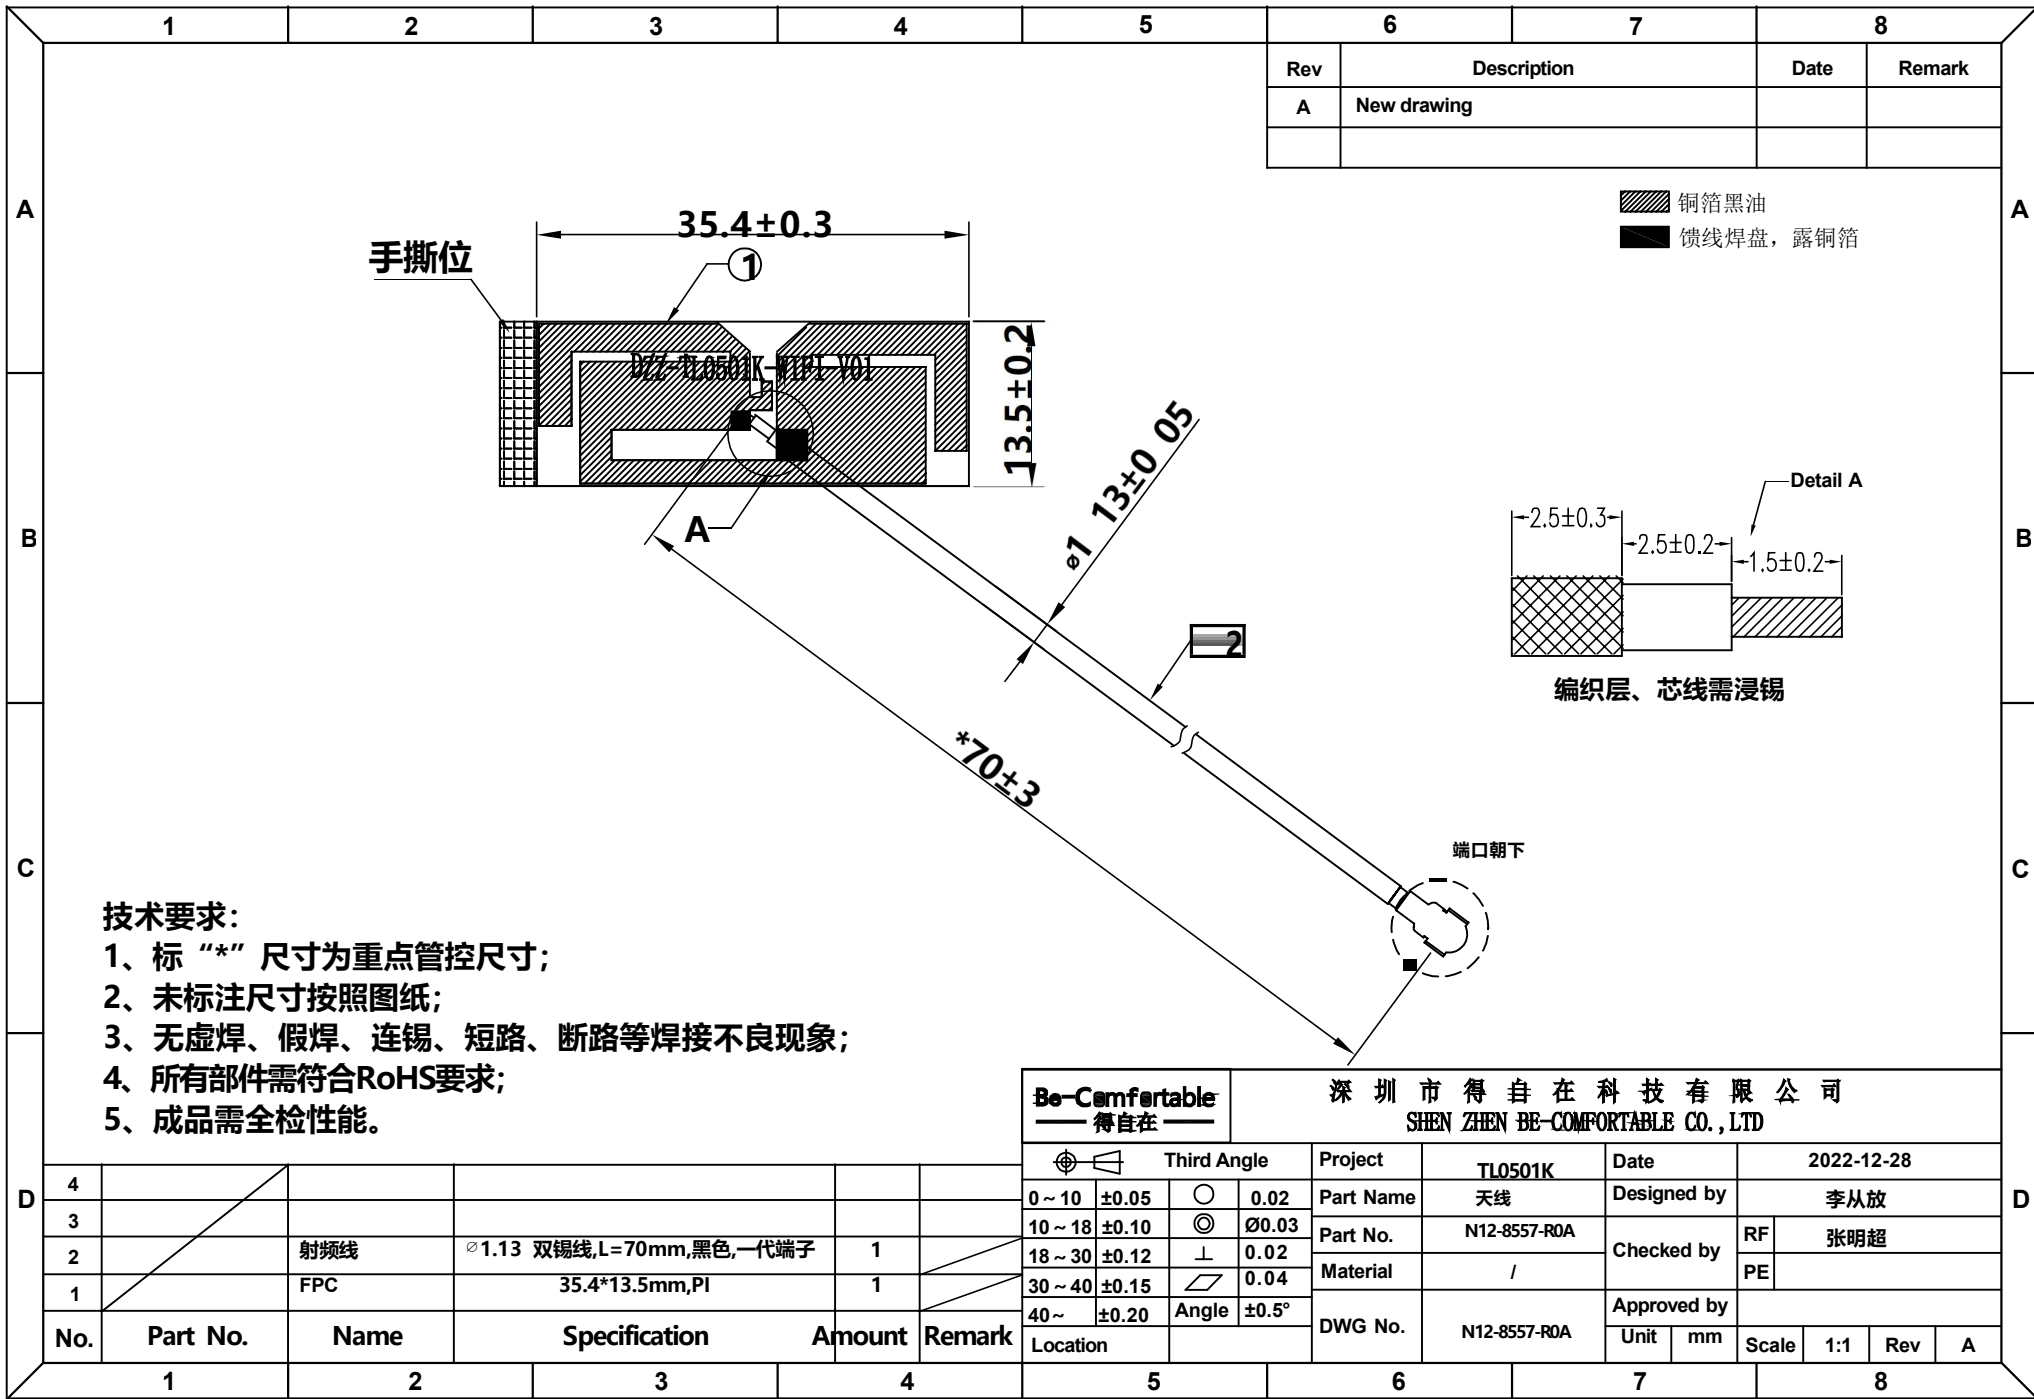 1 2 3 4 5 6 7 8
Rev Description Date Remark
A New drawing
A A
铜箔黑油
馈线焊盘，露铜箔
35.4±0.3
手撕位
1
DZZ-TL0501K-WIFI-V01
13.5±0.2
ø1 13±0 05
A
B B
Detail A
2.5±0.3
2.5±0.2
1.5±0.2
编织层、芯线需浸锡
2
*70±3
端口朝下
C C
技术要求：
1、标“*”尺寸为重点管控尺寸；
2、未标注尺寸按照图纸；
3、无虚焊、假焊、连锡、短路、断路等焊接不良现象；
4、所有部件需符合RoHS要求；
5、成品需全检性能。
D D
4
3
2 射频线 ∅1.13 双锡线,L=70mm,黑色,一代端子 1
1 FPC 35.4*13.5mm,PI 1
No. Part No. Name Specification Amount Remark
Be-Comfortable
得自在
深圳市得自在科技有限公司
SHEN ZHEN BE-COMFORTABLE CO.,LTD
Third Angle Project TL0501K Date 2022-12-28
0~10 ±0.05 ○ 0.02 Part Name 天线 Designed by 李从放
10~18 ±0.10 ◎ Ø0.03 Part No. N12-8557-R0A Checked by RF 张明超
18~30 ±0.12 ⊥ 0.02 Material / PE
30~40 ±0.15 ▱ 0.04
40~ ±0.20 Angle ±0.5° DWG No. N12-8557-R0A Approved by
Location Unit mm Scale 1:1 Rev A
1 2 3 4 5 6 7 8